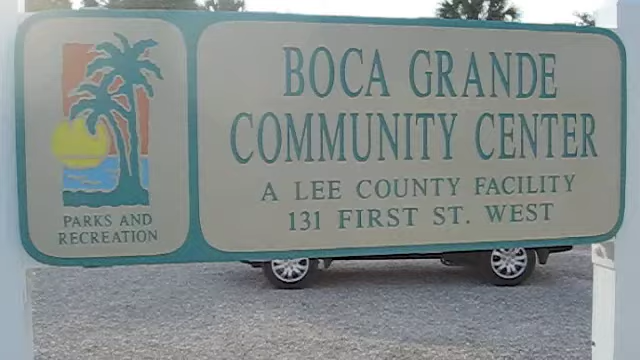 BOCA GRANDE
COMMUNITY CENTER
A LEE COUNTY FACILITY
131 FIRST ST. WEST
PARKS AND
RECREATION